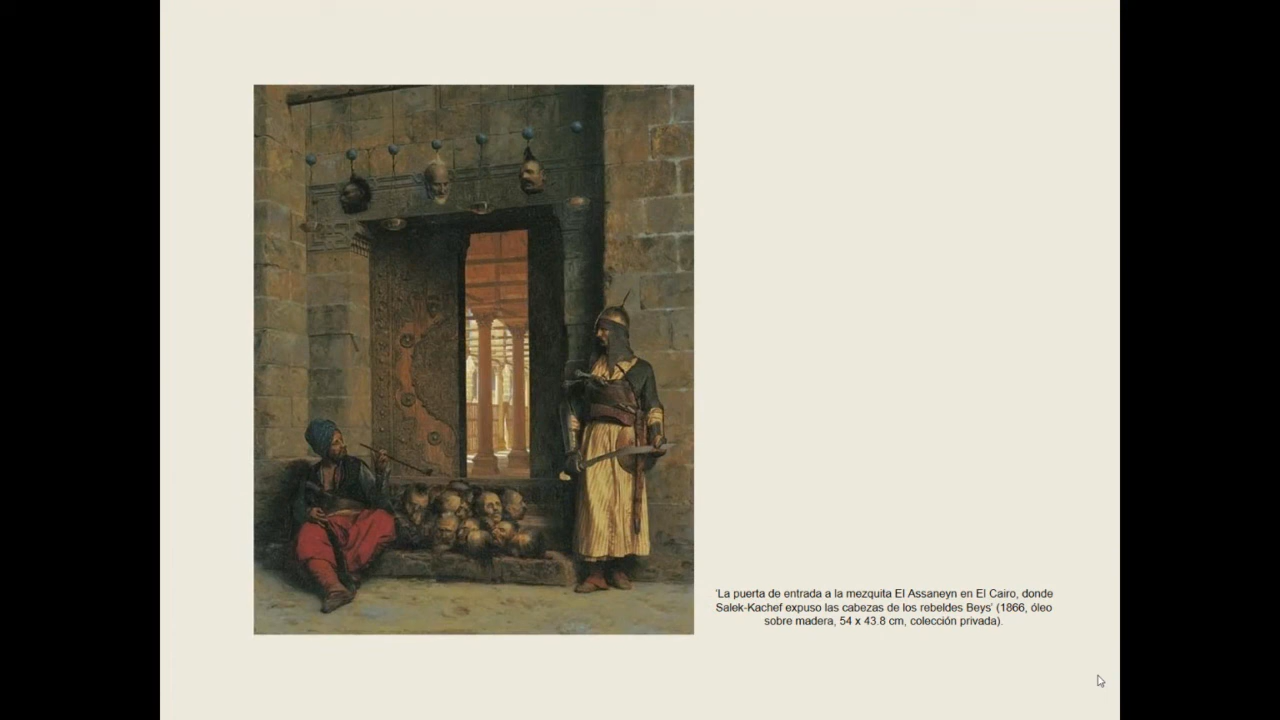 'La puerta de entrada a la mezquita El Assaneyn en El Cairo, donde
Salek-Kachef expuso las cabezas de los rebeldes Beys' (1866, óleo
sobre madera, 54 x 43.8 cm, colección privada).